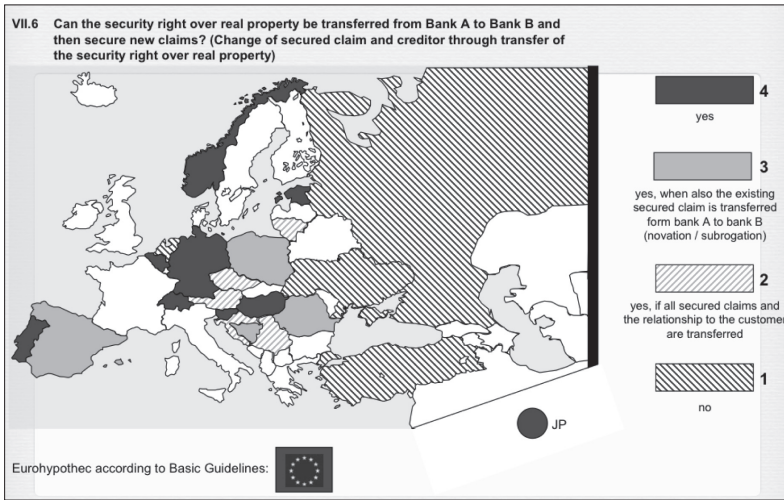 VII.6 Can the security right over real property be transferred from Bank A to Bank B and
then secure new claims? (Change of secured claim and creditor through transfer of
the security right over real property)
4
yes
3
yes, when also the existing
secured claim is transferred
form bank A to bank B
(novation / subrogation)
2
yes, if all secured claims and
the relationship to the customer
are transferred
1
no
JP
Eurohypothec according to Basic Guidelines: